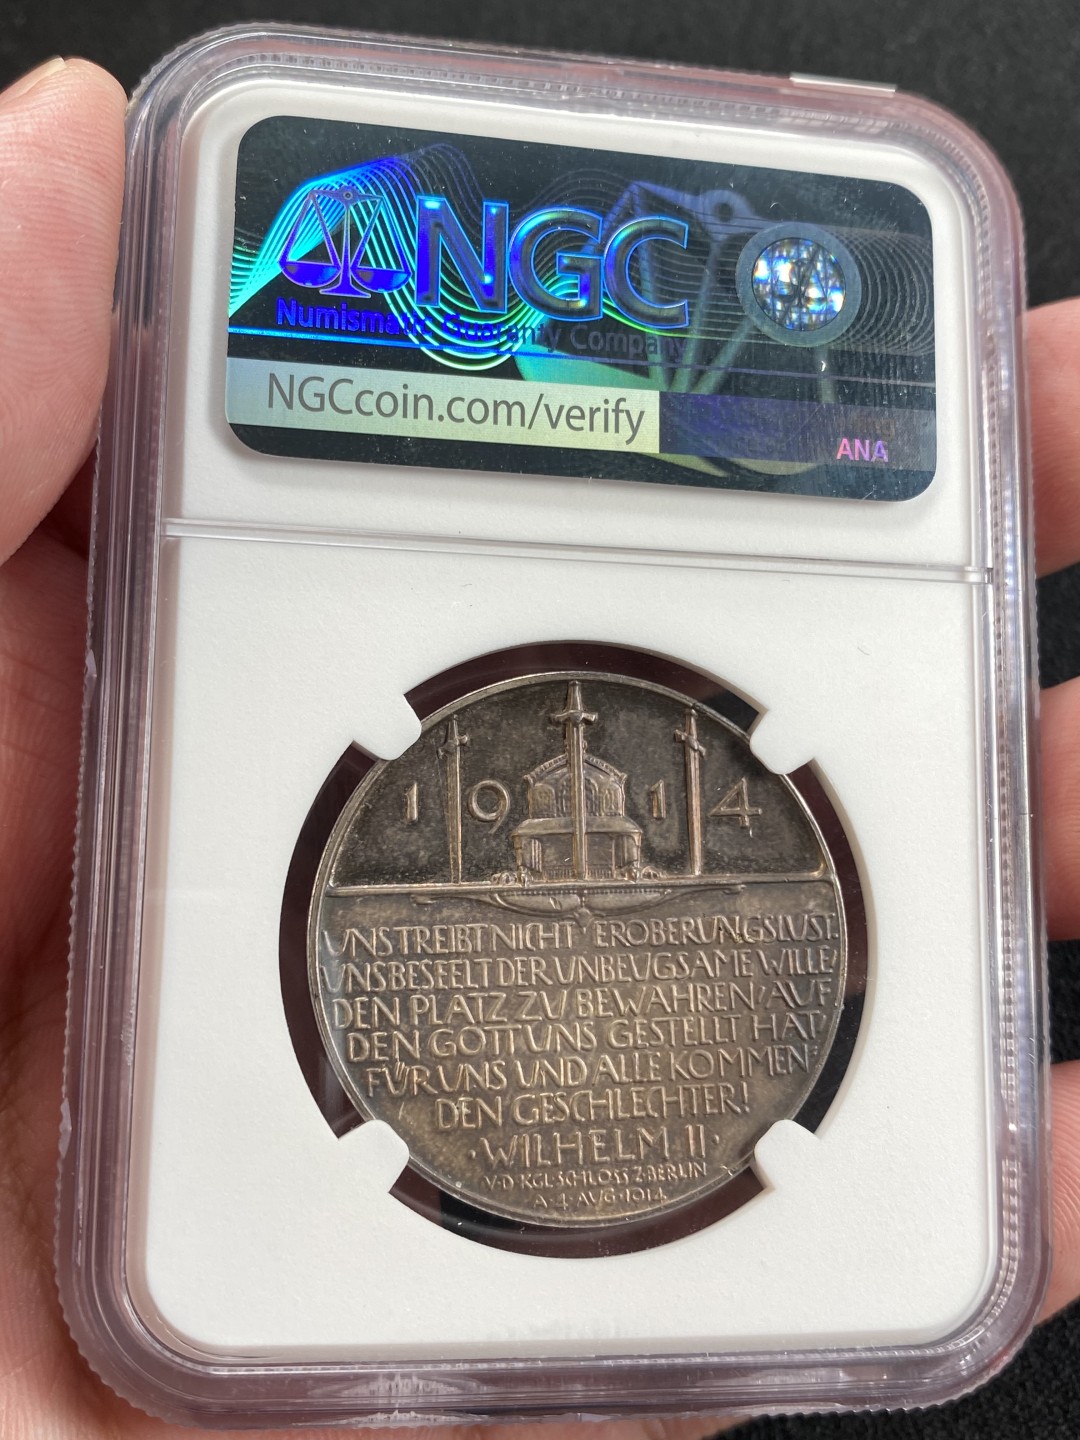 NGC
Numismatic Guaranty Company
NGCcoin.com/verify
ANA
1914
UNS TREIBT NICHT EROBERUNGSLUST.
UNS BESEELT DER UNBEUGSAME WILLE/
DEN PLATZ ZU BEWAHREN/AUF
DEN GOTT UNS GESTELLT HAT/
FÜR UNS UND ALLE KOMMEN-
DEN GESCHLECHTER!
·WILHELM II·
V·D KGL·SCHLOSS Z·BERLIN
A·4·AUG·1914